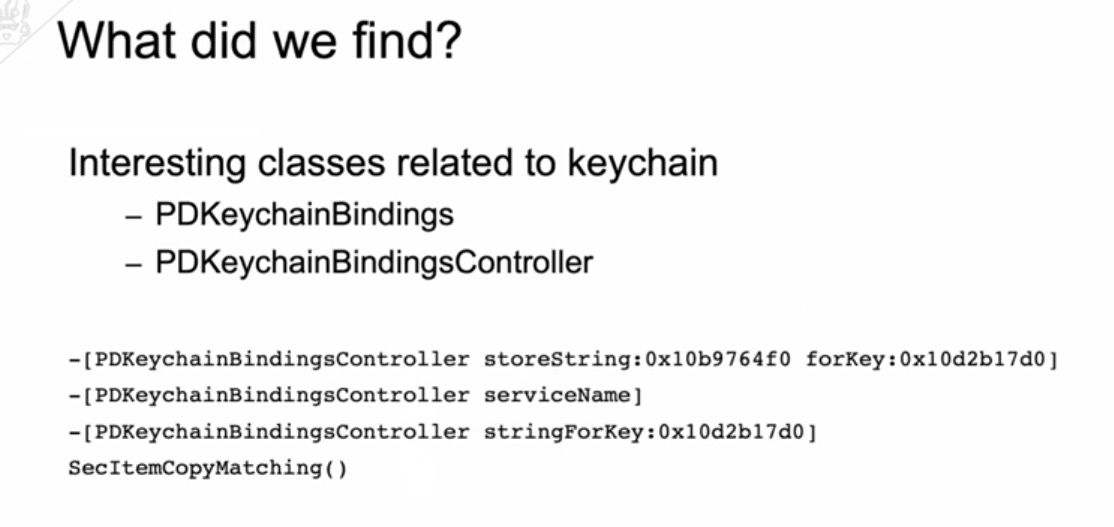 What did we find?
Interesting classes related to keychain
– PDKeychainBindings
– PDKeychainBindingsController
-[PDKeychainBindingsController storeString:0x10b9764f0 forKey:0x10d2b17d0]
-[PDKeychainBindingsController serviceName]
-[PDKeychainBindingsController stringForKey:0x10d2b17d0]
SecItemCopyMatching()